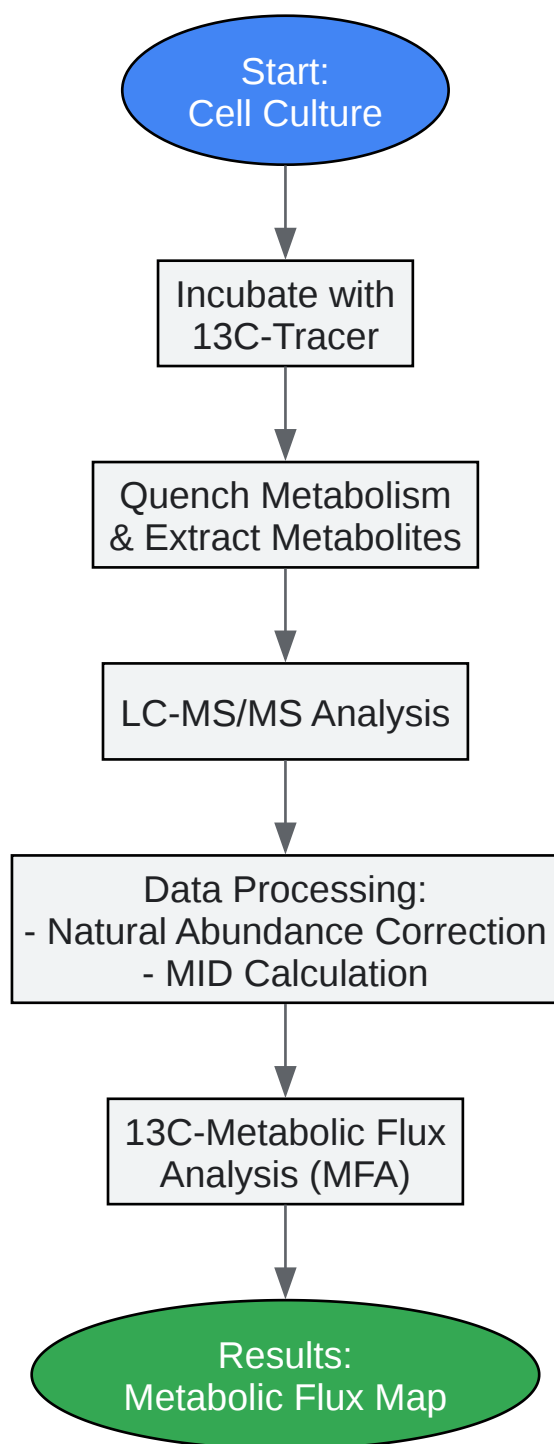 Start:
Cell Culture
Incubate with
13C-Tracer
Quench Metabolism
& Extract Metabolites
LC-MS/MS Analysis
Data Processing:
- Natural Abundance Correction
- MID Calculation
13C-Metabolic Flux
Analysis (MFA)
Results:
Metabolic Flux Map